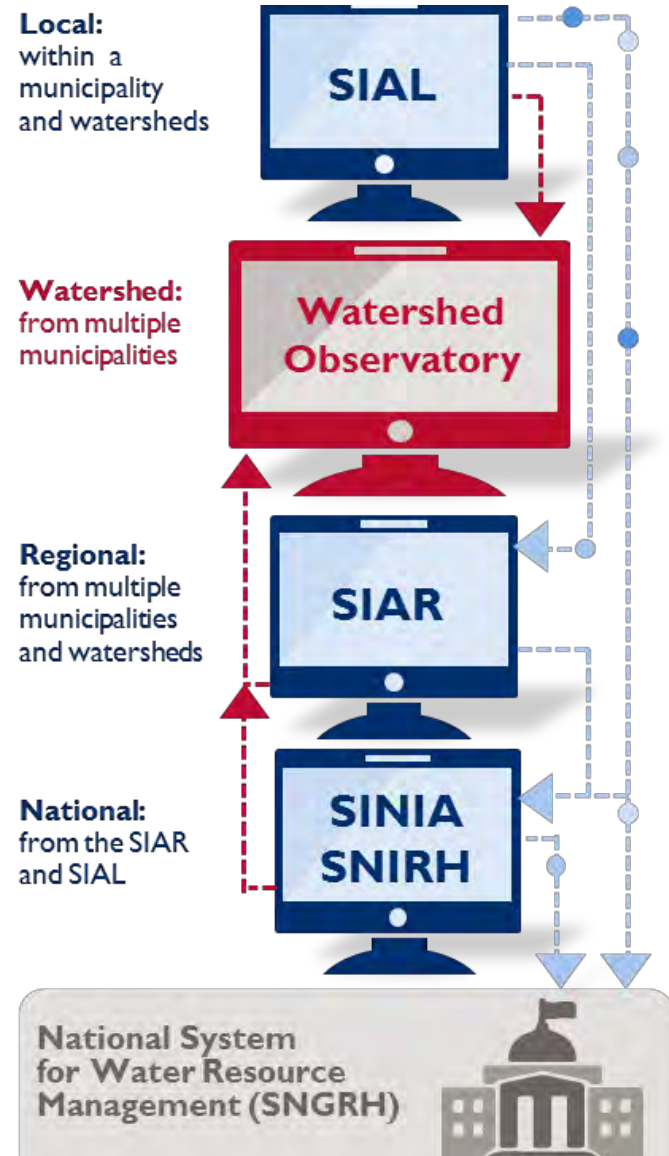 Local:
within a
municipality
and watersheds
SIAL
Watershed:
from multiple
municipalities
Watershed
Observatory
Regional:
from multiple
municipalities
and watersheds
SIAR
National:
from the SIAR
and SIAL
SINIA
SNIRH
National System
for Water Resource
Management (SNGRH)